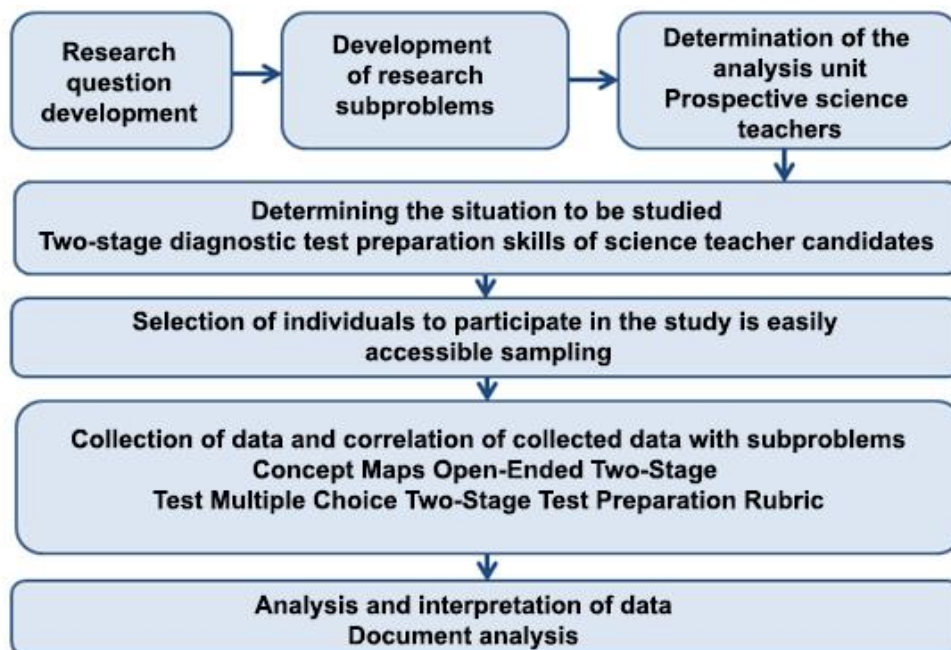 Research
question
development
Development
of research
subproblems
Determination of the
analysis unit
Prospective science
teachers
Determining the situation to be studied
Two-stage diagnostic test preparation skills of science teacher candidates
Selection of individuals to participate in the study is easily
accessible sampling
Collection of data and correlation of collected data with subproblems
Concept Maps Open-Ended Two-Stage
Test Multiple Choice Two-Stage Test Preparation Rubric
Analysis and interpretation of data
Document analysis